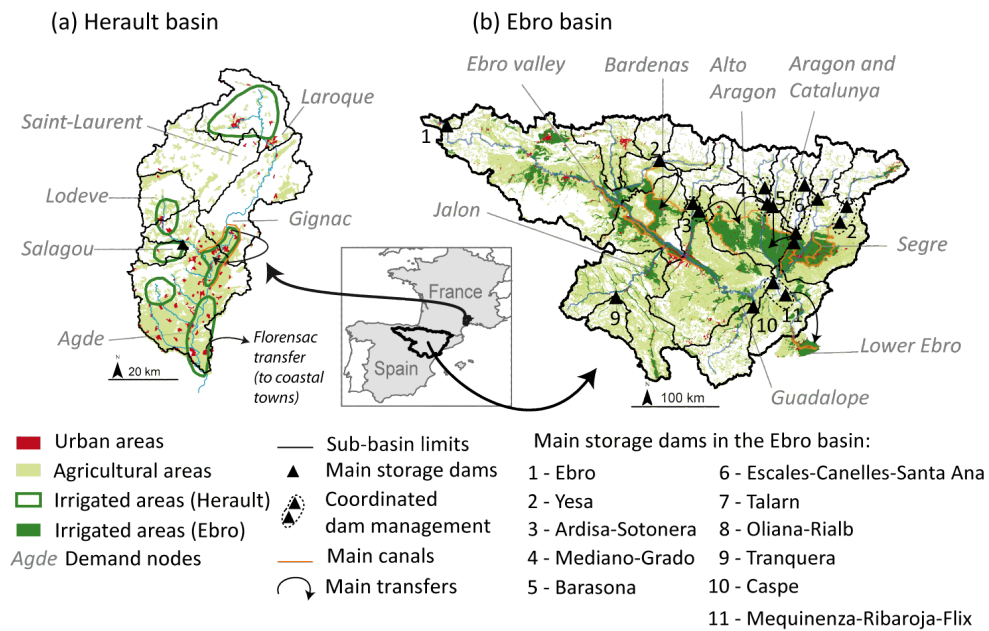 (a) Herault basin
(b) Ebro basin
Ebro valley
Bardenas
Alto
Aragon
Aragon and
Catalunya
Laroque
Saint-Laurent
Lodeve
Gignac
Salagou
Agde
Florensac
transfer
(to coastal
towns)
N
20 km
France
Spain
1
2
3
4
5
6
7
2
9
10
11
Jalon
Segre
Lower Ebro
Guadalope
N
100 km
Urban areas
Agricultural areas
Irrigated areas (Herault)
Irrigated areas (Ebro)
Agde Demand nodes
Sub-basin limits
Main storage dams
Coordinated
dam management
Main canals
Main transfers
Main storage dams in the Ebro basin:
1 - Ebro
2 - Yesa
3 - Ardisa-Sotonera
4 - Mediano-Grado
5 - Barasona
6 - Escales-Canelles-Santa Ana
7 - Talarn
8 - Oliana-Rialb
9 - Tranquera
10 - Caspe
11 - Mequinenza-Ribaroja-Flix